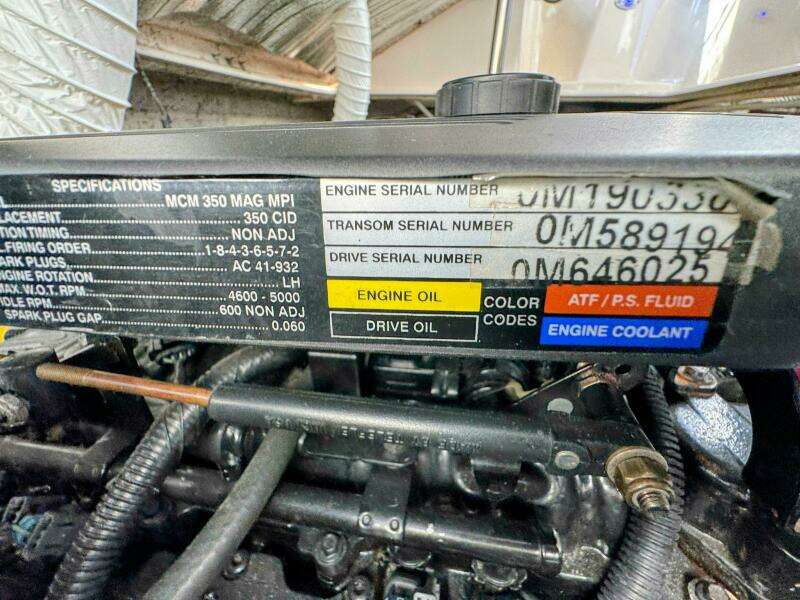 SPECIFICATIONS
MCM 350 MAG MPI
LACEMENT 350 CID
TION TIMING NON ADJ
FIRING ORDER 1-8-4-3-6-5-7-2
ARK PLUGS AC 41-932
NGINE ROTATION LH
MAX. W.O.T. RPM 4600 - 5000
DLE RPM 600 NON ADJ
SPARK PLUG GAP 0.060
ENGINE SERIAL NUMBER 0M190330
TRANSOM SERIAL NUMBER 0M589194
DRIVE SERIAL NUMBER 0M646025
ENGINE OIL
DRIVE OIL
COLOR
CODES
ATF / P.S. FLUID
ENGINE COOLANT